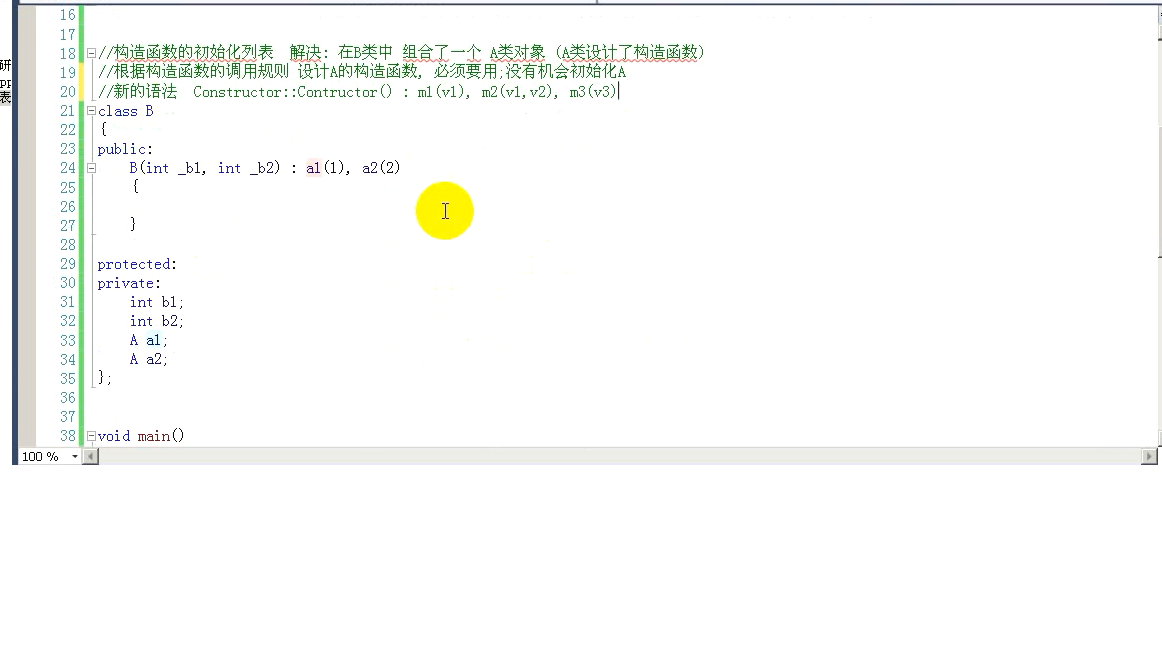 16
17
18 //构造函数的初始化列表 解决: 在B类中 组合了一个 A类对象 (A类设计了构造函数)
研
19 //根据构造函数的调用规则 设计A的构造函数, 必须要用;没有机会初始化A
表
20 //新的语法 Constructor::Contructor() : m1(v1), m2(v1,v2), m3(v3)
21 class B
22 {
23 public:
24 B(int _b1, int _b2) : a1(1), a2(2)
25 {
26
27 }
28
29 protected:
30 private:
31 int b1;
32 int b2;
33 A a1;
34 A a2;
35 };
36
37
38 void main()
100 %